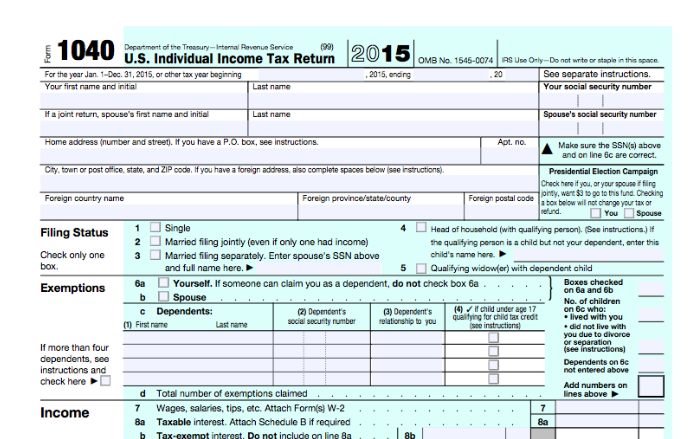 Form 1040 Department of the Treasury—Internal Revenue Service (99) U.S. Individual Income Tax Return 2015 OMB No. 1545-0074 IRS Use Only—Do not write or staple in this space.
For the year Jan. 1–Dec. 31, 2015, or other tax year beginning , 2015, ending , 20 See separate instructions.
Your first name and initial Last name Your social security number
If a joint return, spouse's first name and initial Last name Spouse's social security number
Home address (number and street). If you have a P.O. box, see instructions. Apt. no.
▲ Make sure the SSN(s) above
and on line 6c are correct.
City, town or post office, state, and ZIP code. If you have a foreign address, also complete spaces below (see instructions).
Presidential Election Campaign
Check here if you, or your spouse if filing
jointly, want $3 to go to this fund. Checking
a box below will not change your tax or
refund. You Spouse
Foreign country name Foreign province/state/county Foreign postal code
Filing Status
Check only one
box.
1 Single
2 Married filing jointly (even if only one had income)
3 Married filing separately. Enter spouse's SSN above
and full name here. ▶
4 Head of household (with qualifying person). (See instructions.) If
the qualifying person is a child but not your dependent, enter this
child's name here. ▶
5 Qualifying widow(er) with dependent child
Exemptions
6a Yourself. If someone can claim you as a dependent, do not check box 6a . . . . .
b Spouse . . . . . . . . . . . . . . . . . . . . . . . .
c Dependents:
(1) First name Last name
(2) Dependent's
social security number
(3) Dependent's
relationship to you
(4) ✓ if child under age 17
qualifying for child tax credit
(see instructions)
If more than four
dependents, see
instructions and
check here ▶
d Total number of exemptions claimed . . . . . . . . . . . . . . . . .
Boxes checked
on 6a and 6b
No. of children
on 6c who:
• lived with you
• did not live with
you due to divorce
or separation
(see instructions)
Dependents on 6c
not entered above
Add numbers on
lines above ▶
Income
7 Wages, salaries, tips, etc. Attach Form(s) W-2 . . . . . . . . . . . . 7
8a Taxable interest. Attach Schedule B if required . . . . . . . . . . . . 8a
b Tax-exempt interest. Do not include on line 8a . . . 8b